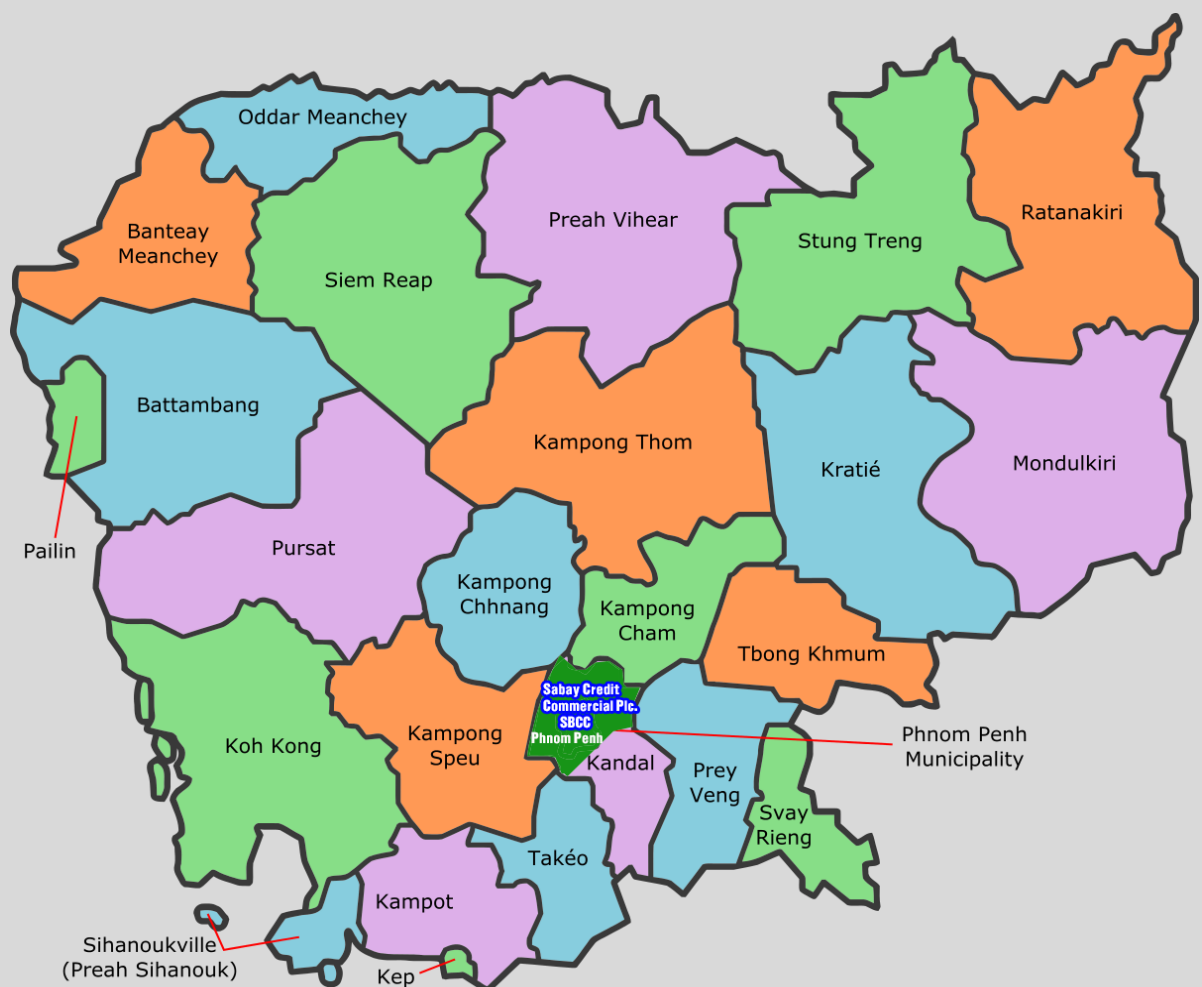 Oddar Meanchey
Banteay
Meanchey
Siem Reap
Preah Vihear
Stung Treng
Ratanakiri
Battambang
Pailin
Pursat
Kampong Thom
Kratié
Mondulkiri
Kampong
Chhnang
Kampong
Cham
Tbong Khmum
Koh Kong
Kampong
Speu
Sabay Credit
Commercial Plc.
SBCC
Phnom Penh
Phnom Penh
Municipality
Kandal
Prey
Veng
Svay
Rieng
Takéo
Kampot
Sihanoukville
(Preah Sihanouk)
Kep